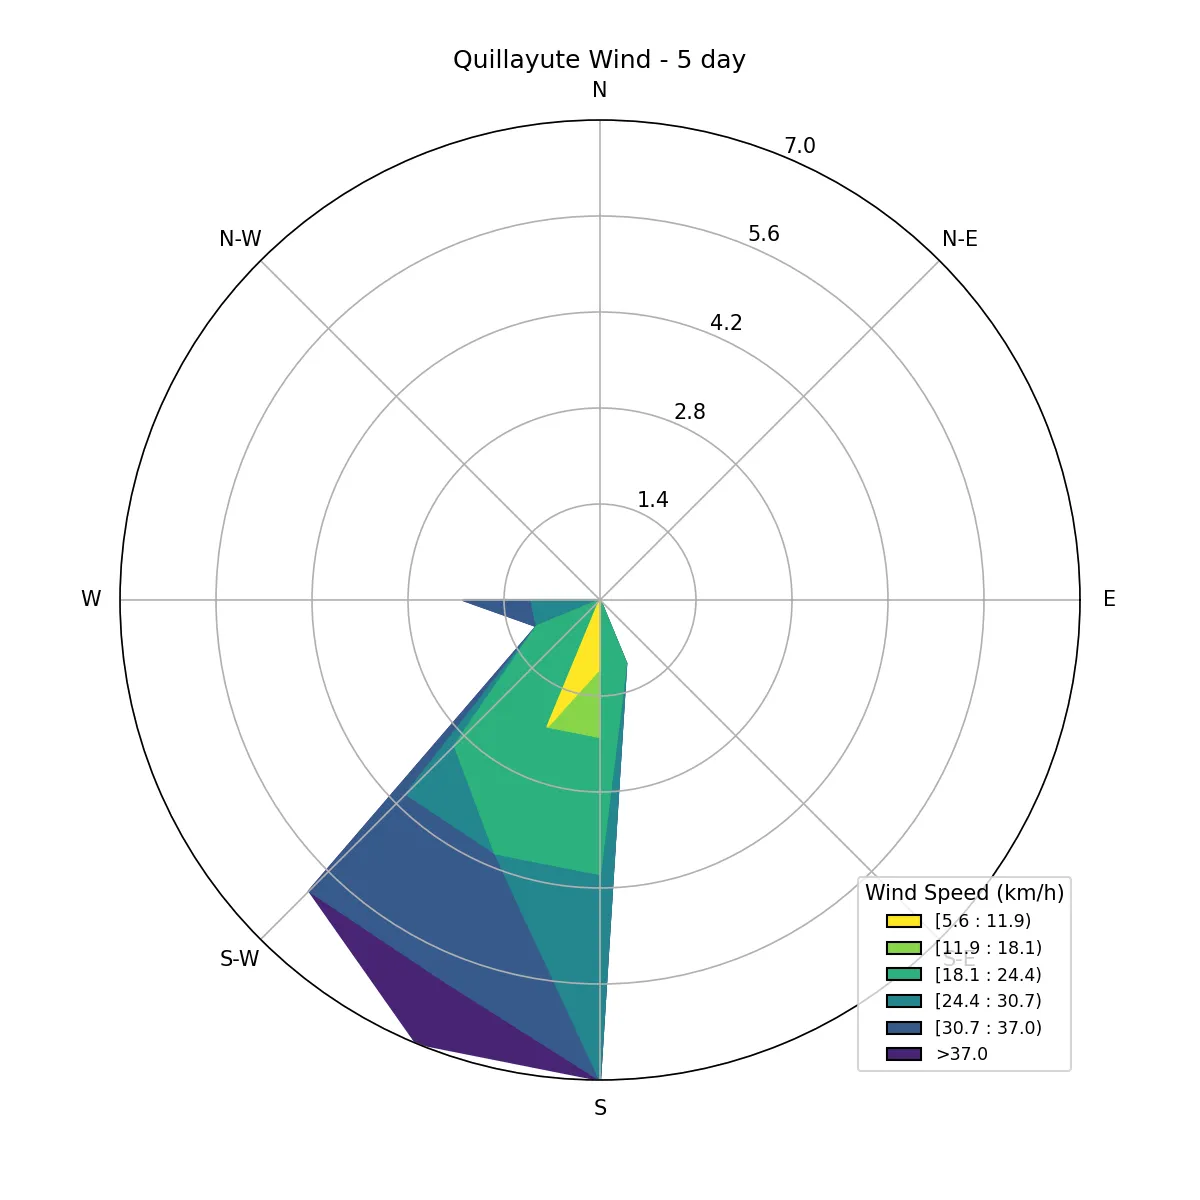 Quillayute Wind - 5 day
N
7.0
N-W
5.6
N-E
4.2
2.8
1.4
W
E
S-W
S-E
S
Wind Speed (km/h)
[5.6 : 11.9)
[11.9 : 18.1)
[18.1 : 24.4)
[24.4 : 30.7)
[30.7 : 37.0)
>37.0